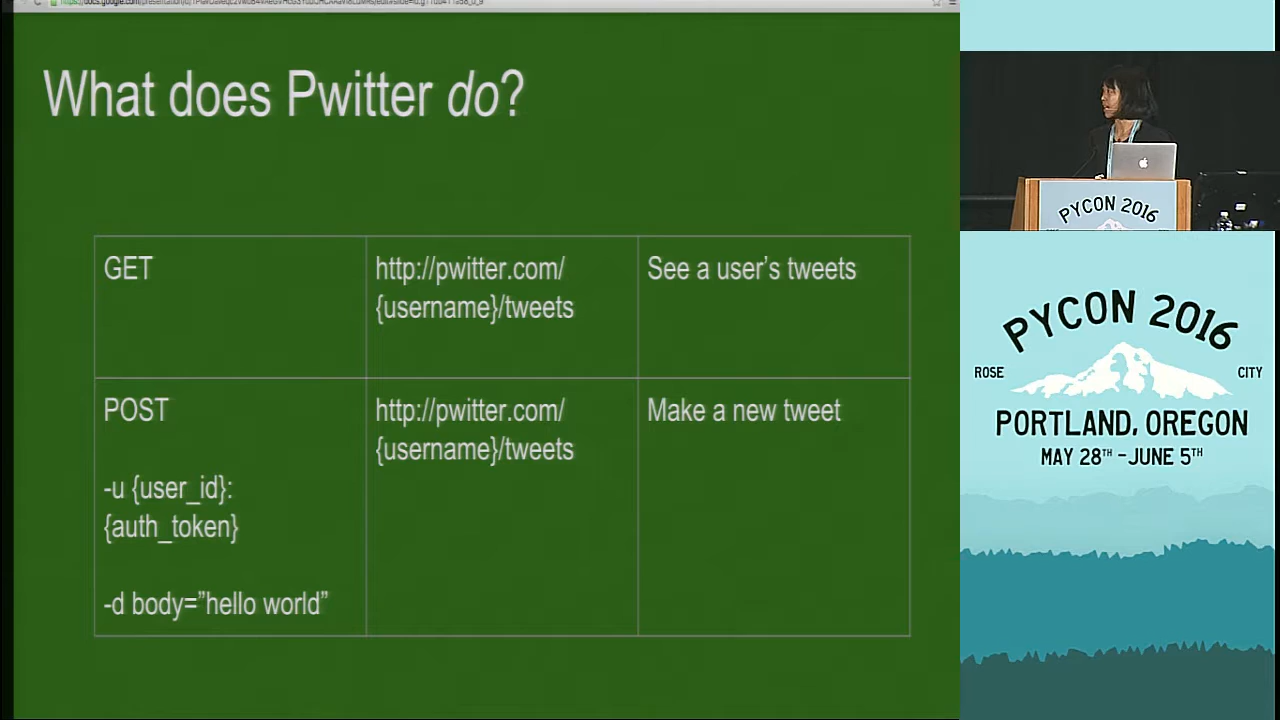 What does Pwitter do?
GET
http://pwitter.com/
{username}/tweets
See a user's tweets
POST
-u {user_id}:
{auth_token}
-d body=”hello world”
http://pwitter.com/
{username}/tweets
Make a new tweet
PYCON 2016
PYCON 2016
ROSE
CITY
PORTLAND, OREGON
MAY 28TH - JUNE 5TH